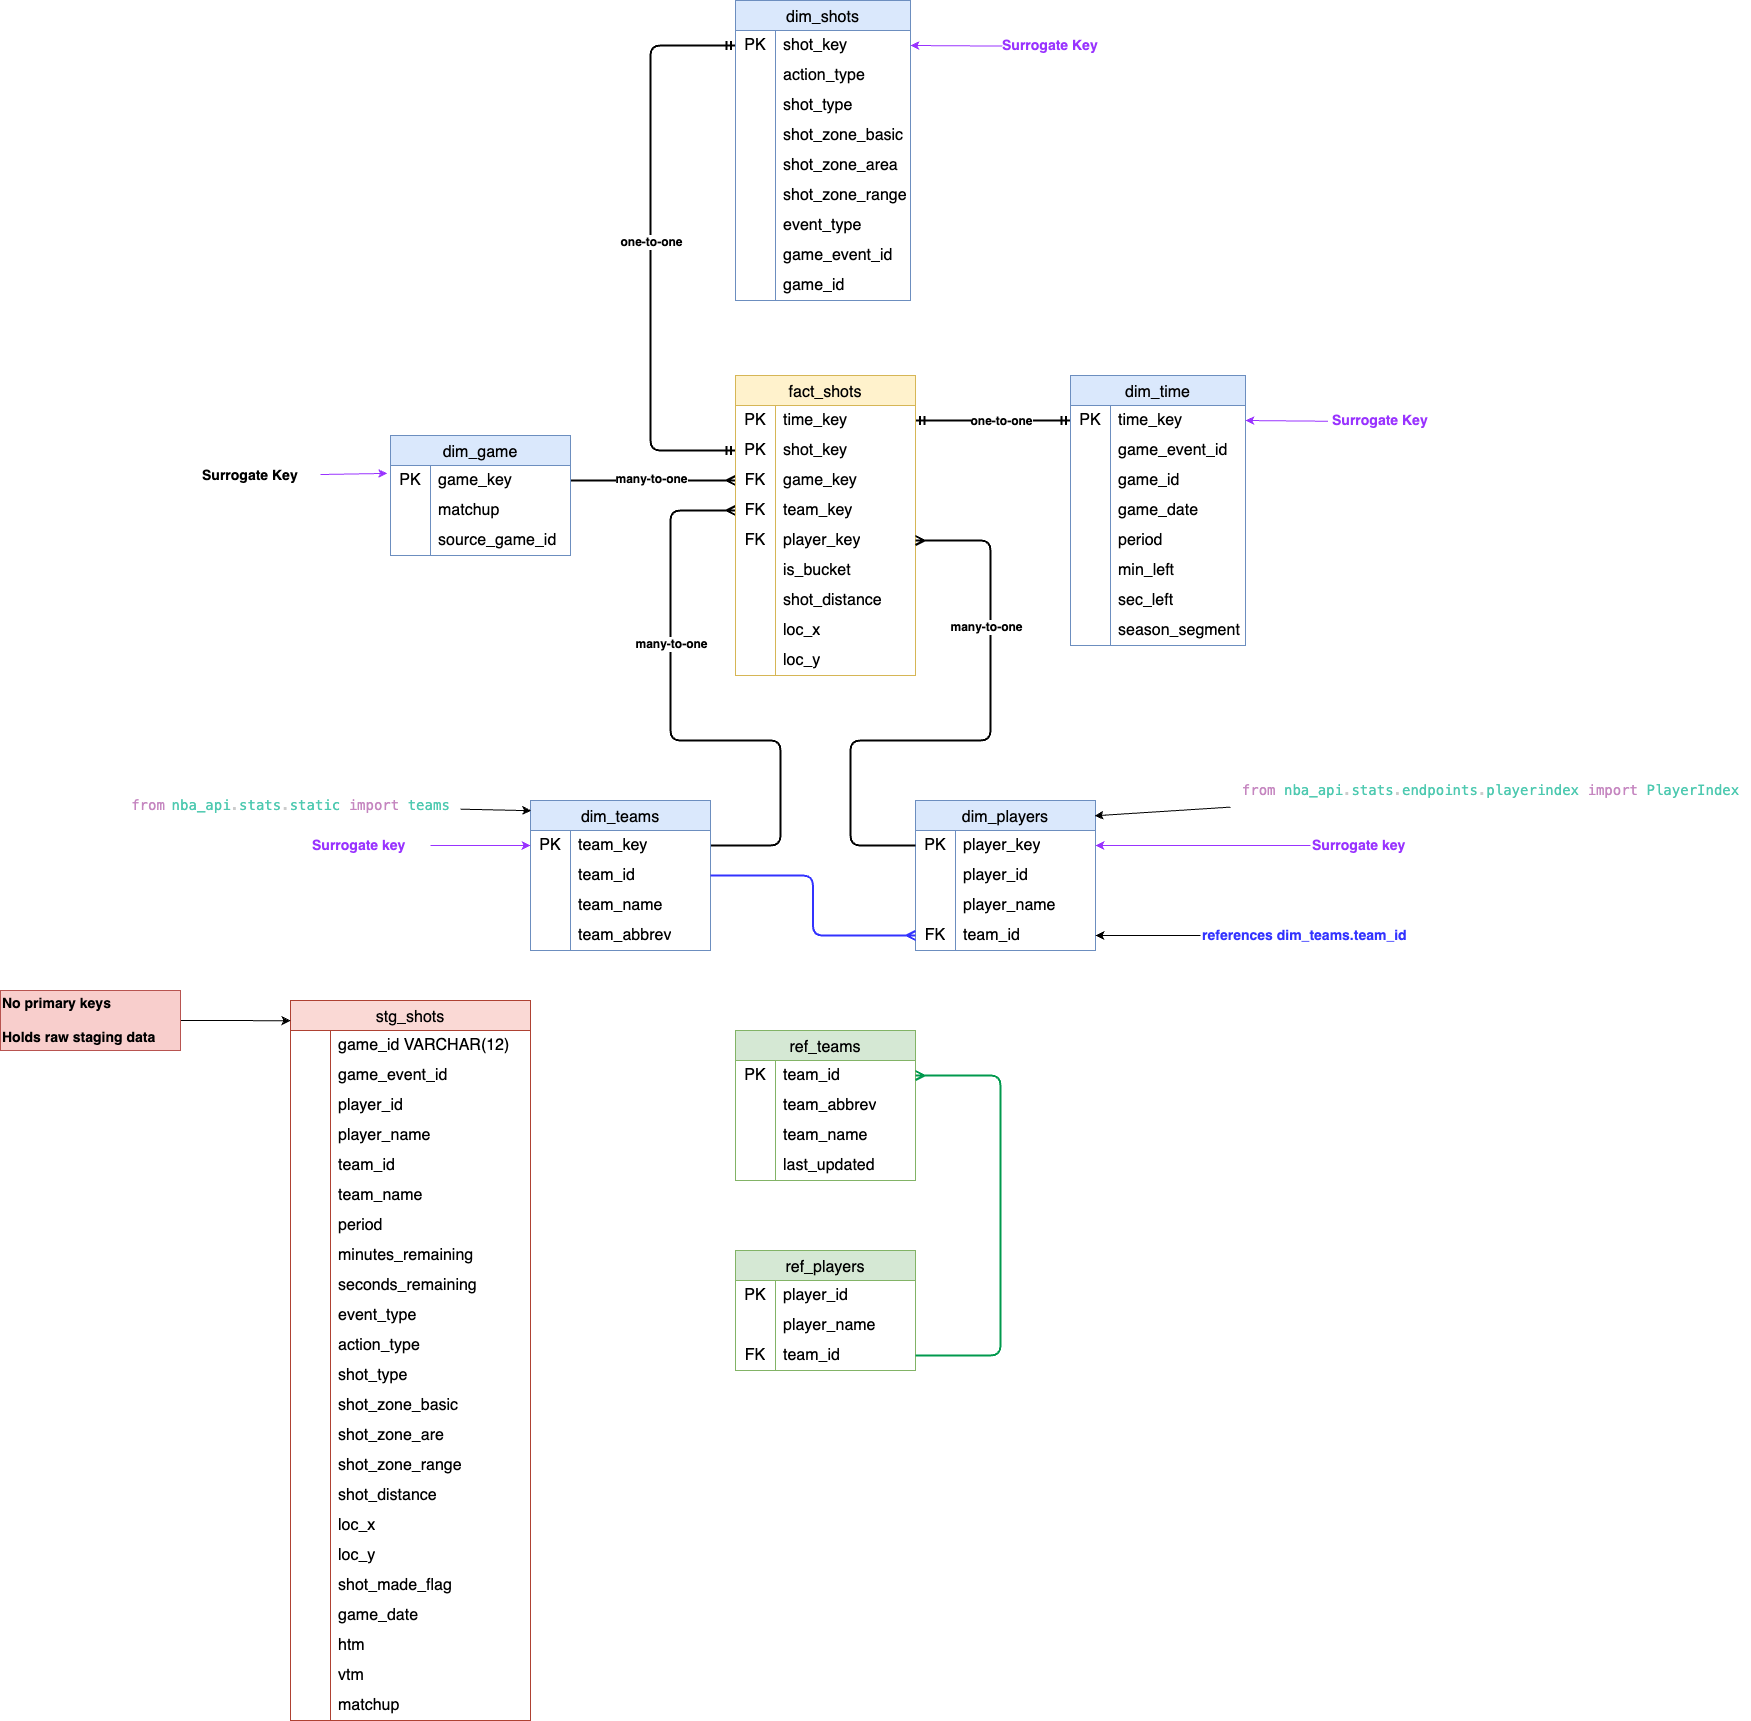 dim_shots
PK shot_key
Surrogate Key
action_type
shot_type
shot_zone_basic
shot_zone_area
shot_zone_range
event_type
game_event_id
game_id
one-to-one
fact_shots
PK time_key
PK shot_key
FK game_key
FK team_key
FK player_key
is_bucket
shot_distance
loc_x
loc_y
one-to-one
dim_time
PK time_key
Surrogate Key
game_event_id
game_id
game_date
period
min_left
sec_left
season_segment
dim_game
Surrogate Key
PK game_key
matchup
source_game_id
many-to-one
many-to-one
many-to-one
from nba_api.stats.static import teams
dim_teams
Surrogate key
PK team_key
team_id
team_name
team_abbrev
from nba_api.stats.endpoints.playerindex import PlayerIndex
dim_players
PK player_key
Surrogate key
player_id
player_name
FK team_id
references dim_teams.team_id
No primary keys
Holds raw staging data
stg_shots
game_id VARCHAR(12)
game_event_id
player_id
player_name
team_id
team_name
period
minutes_remaining
seconds_remaining
event_type
action_type
shot_type
shot_zone_basic
shot_zone_are
shot_zone_range
shot_distance
loc_x
loc_y
shot_made_flag
game_date
htm
vtm
matchup
ref_teams
PK team_id
team_abbrev
team_name
last_updated
ref_players
PK player_id
player_name
FK team_id